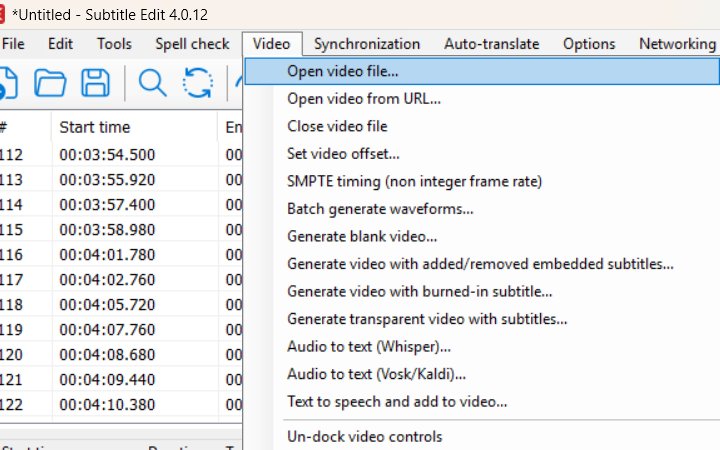 *Untitled - Subtitle Edit 4.0.12
File Edit Tools Spell check Video Synchronization Auto-translate Options Networking
Open video file...
Open video from URL...
# Start time En Close video file
112 00:03:54.500 00 Set video offset...
113 00:03:55.920 00 SMPTE timing (non integer frame rate)
114 00:03:57.400 00 Batch generate waveforms...
115 00:03:58.980 00 Generate blank video...
116 00:04:01.780 00 Generate video with added/removed embedded subtitles...
117 00:04:02.760 00 Generate video with burned-in subtitle...
118 00:04:05.720 00
119 00:04:07.760 00 Generate transparent video with subtitles...
120 00:04:08.680 00 Audio to text (Whisper)...
121 00:04:09.440 00 Audio to text (Vosk/Kaldi)...
122 00:04:10.380 00 Text to speech and add to video...
Un-dock video controls